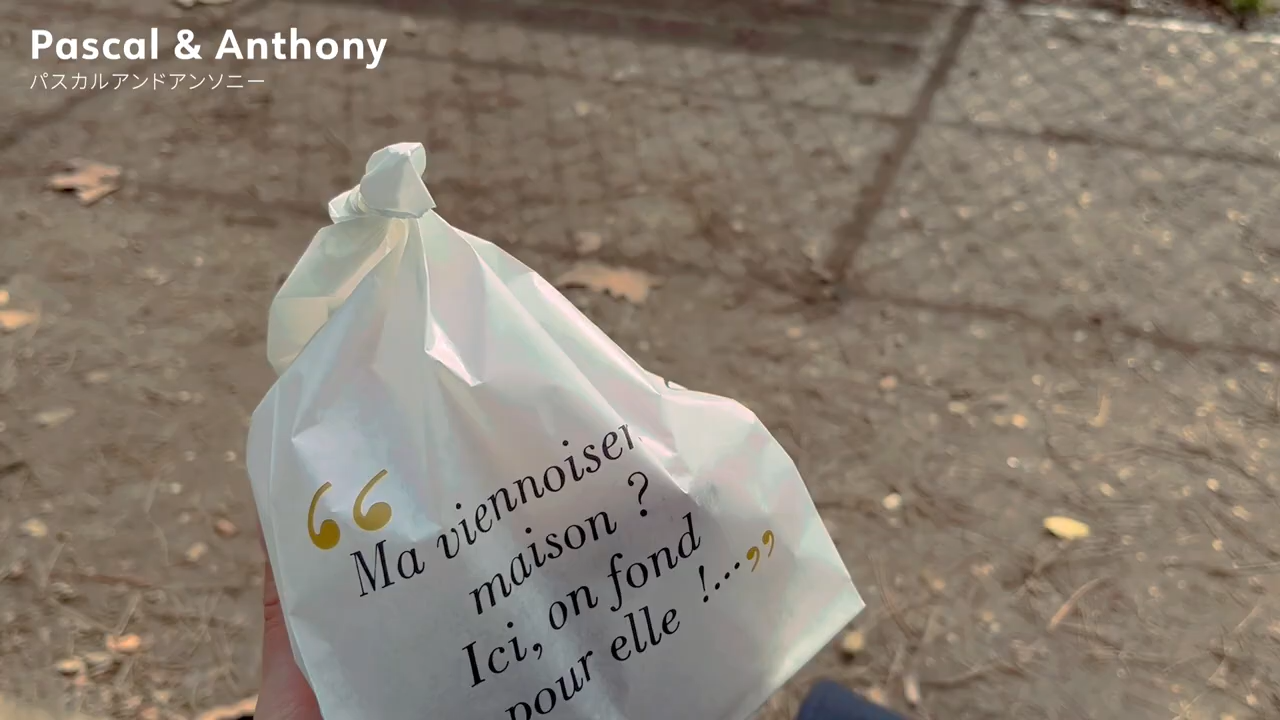 Pascal & Anthony
パスカルアンドアンソニー
“ Ma viennoiser
maison ?
Ici, on fond
pour elle !... ”